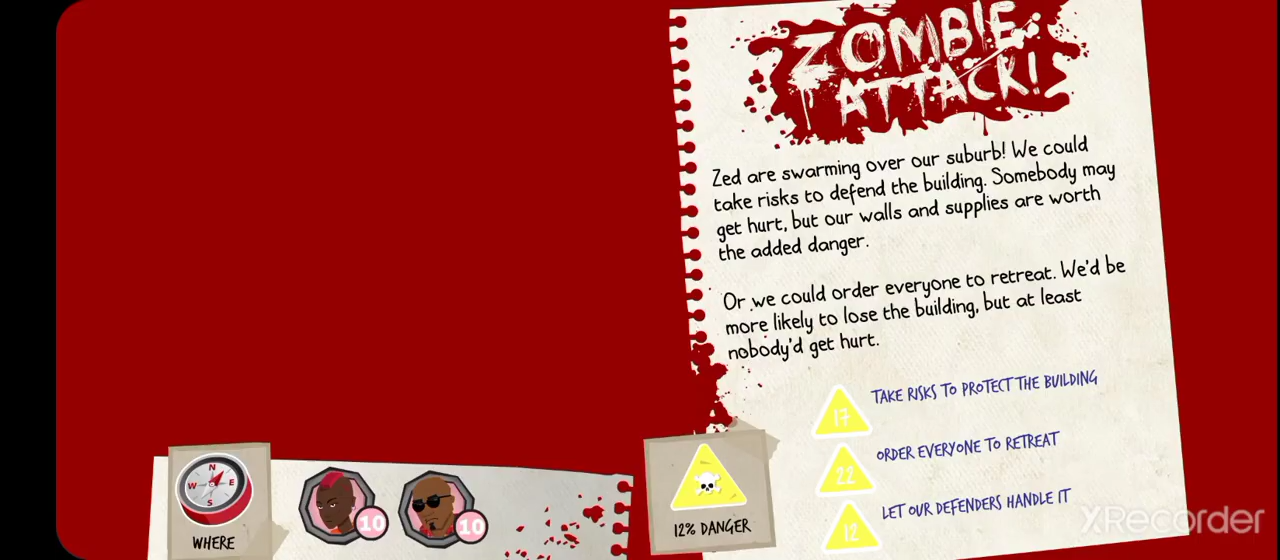 ZOMBIE
ATTACK!
Zed are swarming over our suburb! We could
take risks to defend the building. Somebody may
get hurt, but our walls and supplies are worth
the added danger.
Or we could order everyone to retreat. We'd be
more likely to lose the building, but at least
nobody'd get hurt.
17 TAKE RISKS TO PROTECT THE BUILDING
22 ORDER EVERYONE TO RETREAT
12 LET OUR DEFENDERS HANDLE IT
N
W E
S
WHERE
10
10
12% DANGER
XRecorder